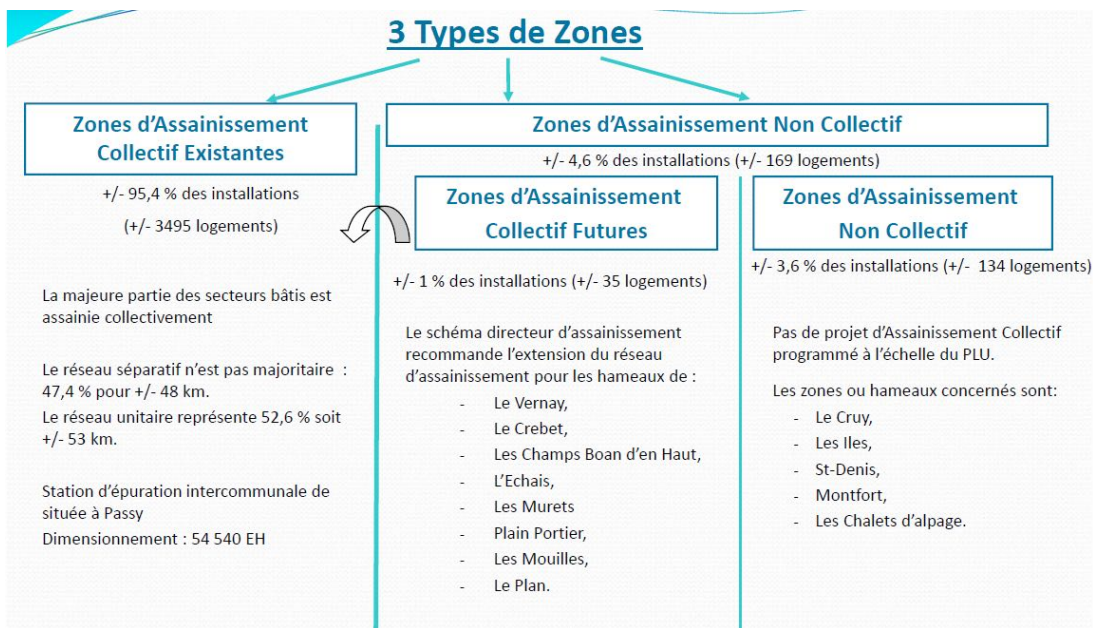 3 Types de Zones
Zones d'Assainissement
Collectif Existantes
+/- 95,4 % des installations
(+/- 3495 logements)
La majeure partie des secteurs bâtis est
assainie collectivement
Le réseau séparatif n'est pas majoritaire :
47,4 % pour +/- 48 km.
Le réseau unitaire représente 52,6 % soit
+/- 53 km.
Station d'épuration intercommunale de
située à Passy
Dimensionnement : 54 540 EH
Zones d'Assainissement Non Collectif
+/- 4,6 % des installations (+/- 169 logements)
Zones d'Assainissement
Collectif Futures
+/- 1 % des installations (+/- 35 logements)
Le schéma directeur d'assainissement
recommande l'extension du réseau
d'assainissement pour les hameaux de :
- Le Vernay,
- Le Crebet,
- Les Champs Boan d'en Haut,
- L'Echais,
- Les Murets
- Plain Portier,
- Les Mouilles,
- Le Plan.
Zones d'Assainissement
Non Collectif
+/- 3,6 % des installations (+/- 134 logements)
Pas de projet d'Assainissement Collectif
programmé à l'échelle du PLU.
Les zones ou hameaux concernés sont:
- Le Cruy,
- Les Iles,
- St-Denis,
- Montfort,
- Les Chalets d'alpage.